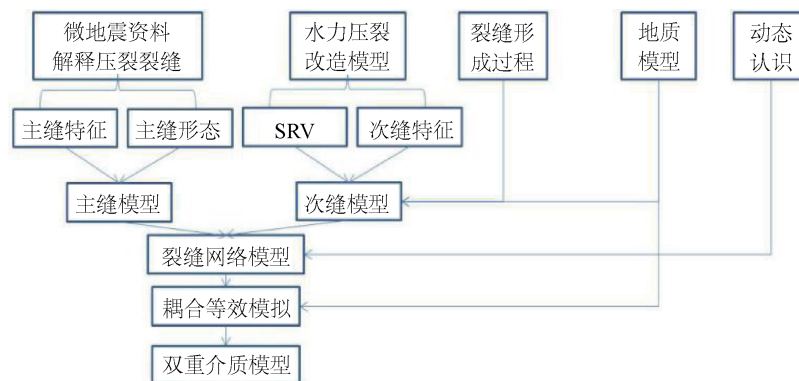 微地震资料
解释压裂裂缝
水力压裂
改造模型
裂缝形
成过程
地质
模型
动态
认识
主缝特征
主缝形态
SRV
次缝特征
主缝模型
次缝模型
裂缝网络模型
耦合等效模拟
双重介质模型